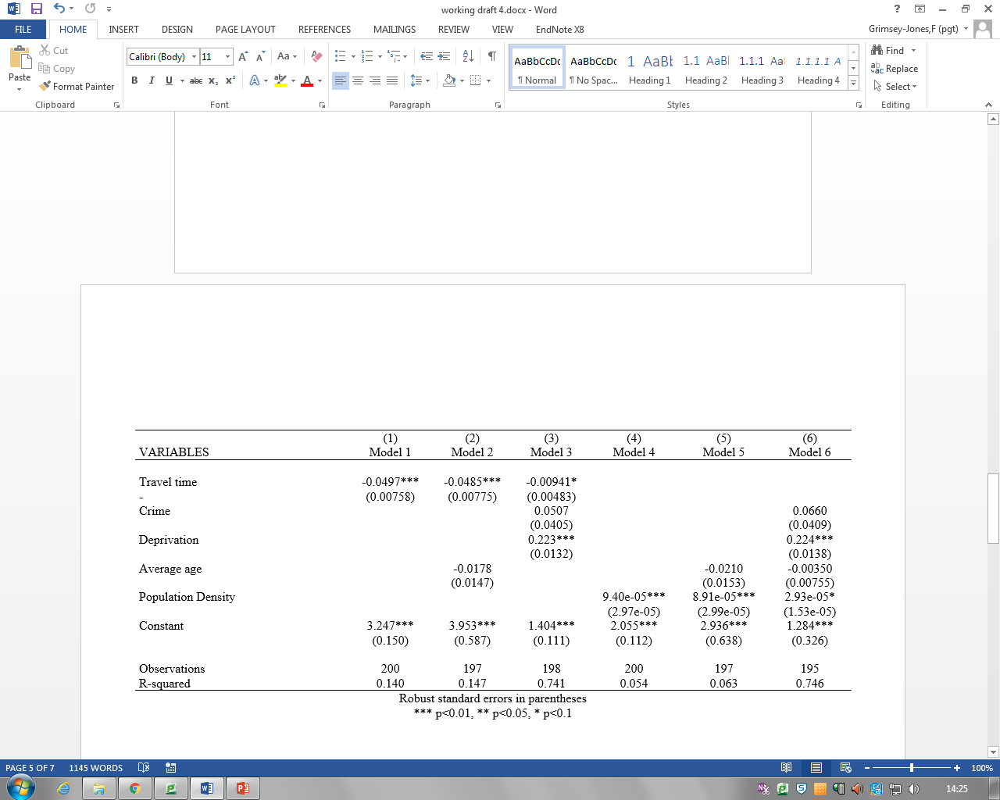 working draft 4.docx - Word
FILE HOME INSERT DESIGN PAGE LAYOUT REFERENCES MAILINGS REVIEW VIEW EndNote X8 Grimsey-Jones,F (pgt)
Paste Cut Copy Format Painter
Calibri (Body) 11
B I U abc x₂ x²
AaBbCcDc AaBbCcDc 1 AaBb 1.1 AaBb 1.1.1 Aa 1.1.1.1 A
¶ Normal ¶ No Spac... Heading 1 Heading 2 Heading 3 Heading 4
Find Replace Select
Clipboard Font Paragraph Styles Editing
(1) (2) (3) (4) (5) (6)
VARIABLES Model 1 Model 2 Model 3 Model 4 Model 5 Model 6
Travel time -0.0497*** -0.0485*** -0.00941*
- (0.00758) (0.00775) (0.00483)
Crime 0.0507 0.0660
(0.0405) (0.0409)
Deprivation 0.223*** 0.224***
(0.0132) (0.0138)
Average age -0.0178 -0.0210 -0.00350
(0.0147) (0.0153) (0.00755)
Population Density 9.40e-05*** 8.91e-05*** 2.93e-05*
(2.97e-05) (2.99e-05) (1.53e-05)
Constant 3.247*** 3.953*** 1.404*** 2.055*** 2.936*** 1.284***
(0.150) (0.587) (0.111) (0.112) (0.638) (0.326)
Observations 200 197 198 200 197 195
R-squared 0.140 0.147 0.741 0.054 0.063 0.746
Robust standard errors in parentheses
*** p<0.01, ** p<0.05, * p<0.1
PAGE 5 OF 7 1145 WORDS 100%
14:25